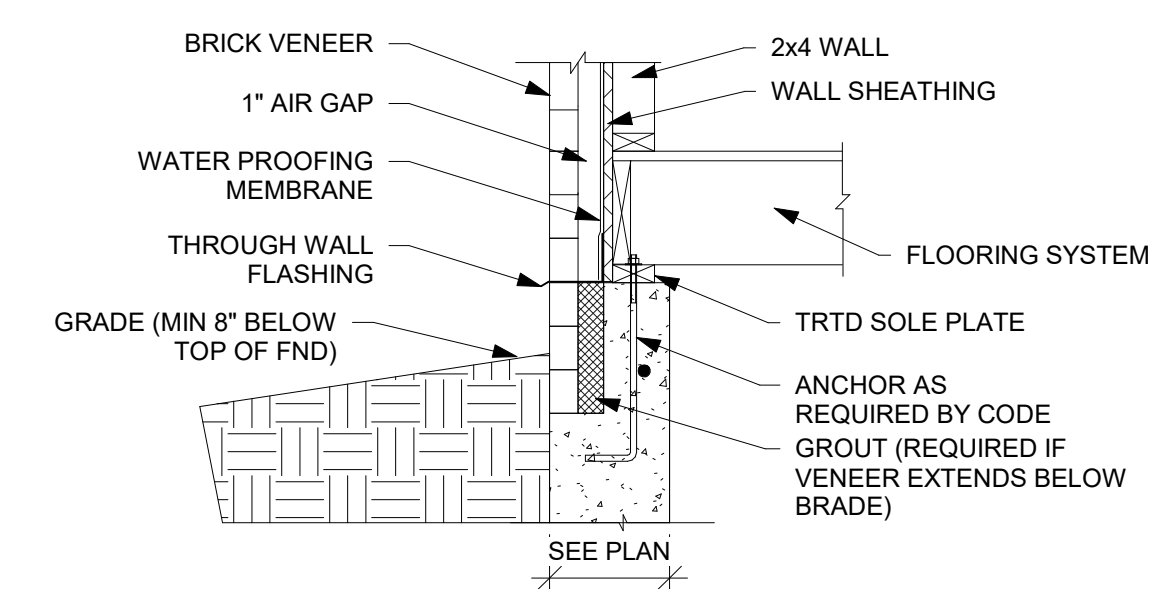 BRICK VENEER
1" AIR GAP
WATER PROOFING
MEMBRANE
THROUGH WALL
FLASHING
GRADE (MIN 8" BELOW
TOP OF FND)
2x4 WALL
WALL SHEATHING
FLOORING SYSTEM
TRTD SOLE PLATE
ANCHOR AS
REQUIRED BY CODE
GROUT (REQUIRED IF
VENEER EXTENDS BELOW
BRADE)
SEE PLAN